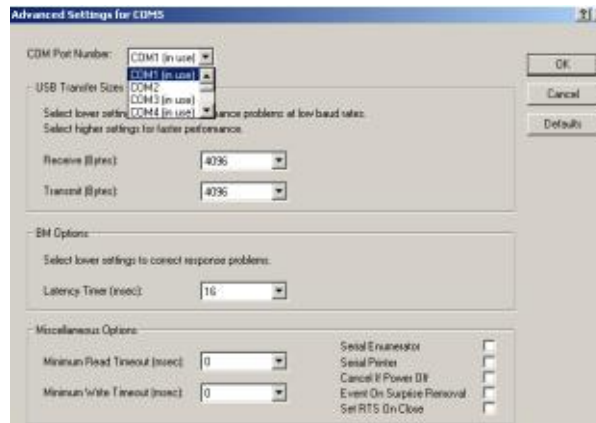 Advanced Settings for COM5
COM Port Number:
COM1 (in use)
COM1 (in use)
COM2
COM3 (in use)
COM4 (in use)
OK
Cancel
Defaults
USB Transfer Sizes
Select lower settin ance problems at low baud rates.
Select higher settings for faster performance.
Receive (Bytes):
4096
Transmit (Bytes):
4096
BM Options
Select lower settings to correct response problems.
Latency Timer (msec):
16
Miscellaneous Options
Minimum Read Timeout (msec):
0
Minimum Write Timeout (msec):
0
Serial Enumerator
Serial Printer
Cancel If Power Off
Event On Surprise Removal
Set RTS On Close